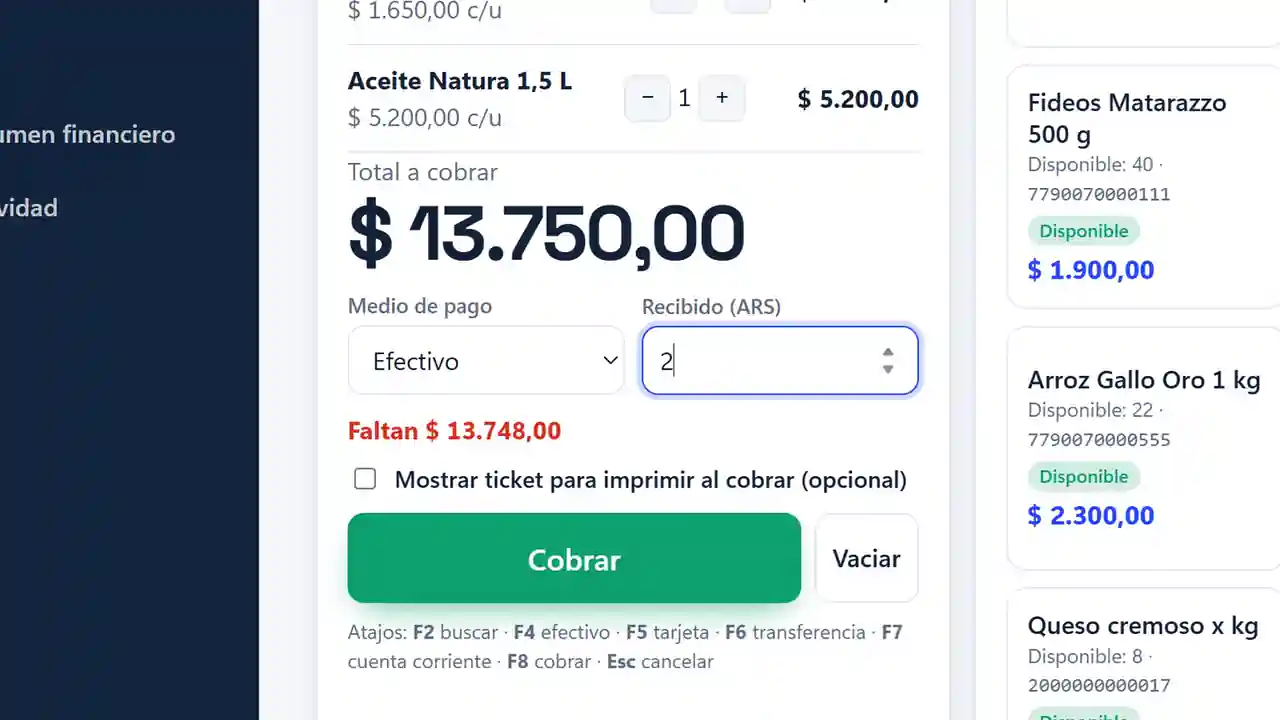 umen financiero
vidad
$ 1.650,00 c/u
Aceite Natura 1,5 L
$ 5.200,00 c/u
− 1 +
$ 5.200,00
Total a cobrar
$ 13.750,00
Medio de pago
Recibido (ARS)
Efectivo
2
Faltan $ 13.748,00
Mostrar ticket para imprimir al cobrar (opcional)
Cobrar
Vaciar
Atajos: F2 buscar · F4 efectivo · F5 tarjeta · F6 transferencia · F7
cuenta corriente · F8 cobrar · Esc cancelar
Fideos Matarazzo
500 g
Disponible: 40 ·
7790070000111
Disponible
$ 1.900,00
Arroz Gallo Oro 1 kg
Disponible: 22 ·
7790070000555
Disponible
$ 2.300,00
Queso cremoso x kg
Disponible: 8 ·
2000000000017
Disponible